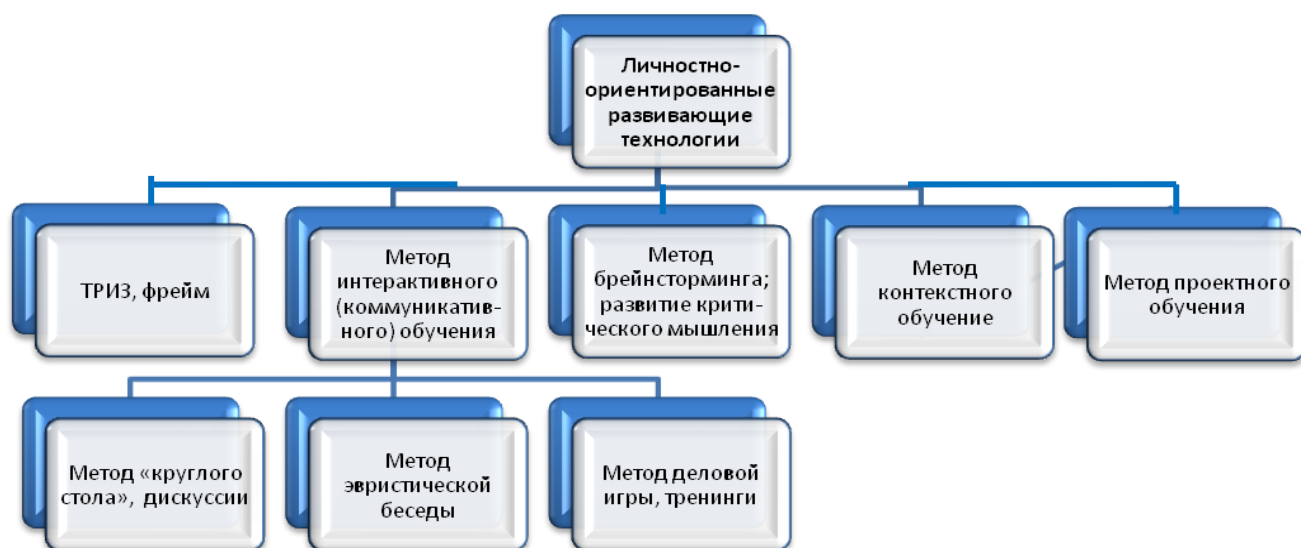 Личностно-
ориентированные
развивающие
технологии
ТРИЗ, фрейм
Метод
интерактивного
(коммуникатив-
ного) обучения
Метод
брейнсторминга;
развитие крити-
ческого мышления
Метод
контекстного
обучение
Метод проектного
обучения
Метод «круглого
стола», дискуссии
Метод
эвристической
беседы
Метод деловой
игры, тренинги